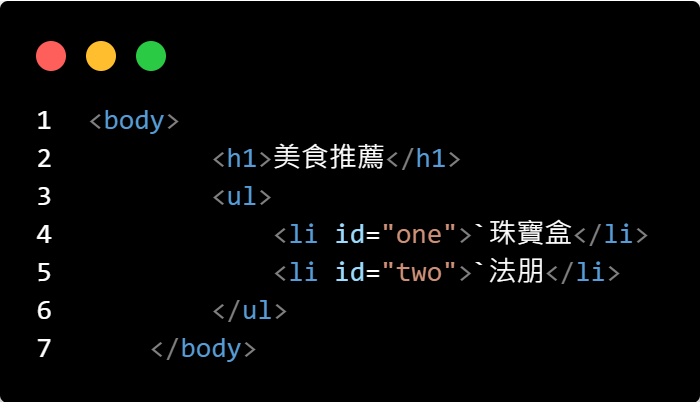 1 <body>
2 <h1>美食推薦</h1>
3 <ul>
4 <li id="one">`珠寶盒</li>
5 <li id="two">`法朋</li>
6 </ul>
7 </body>